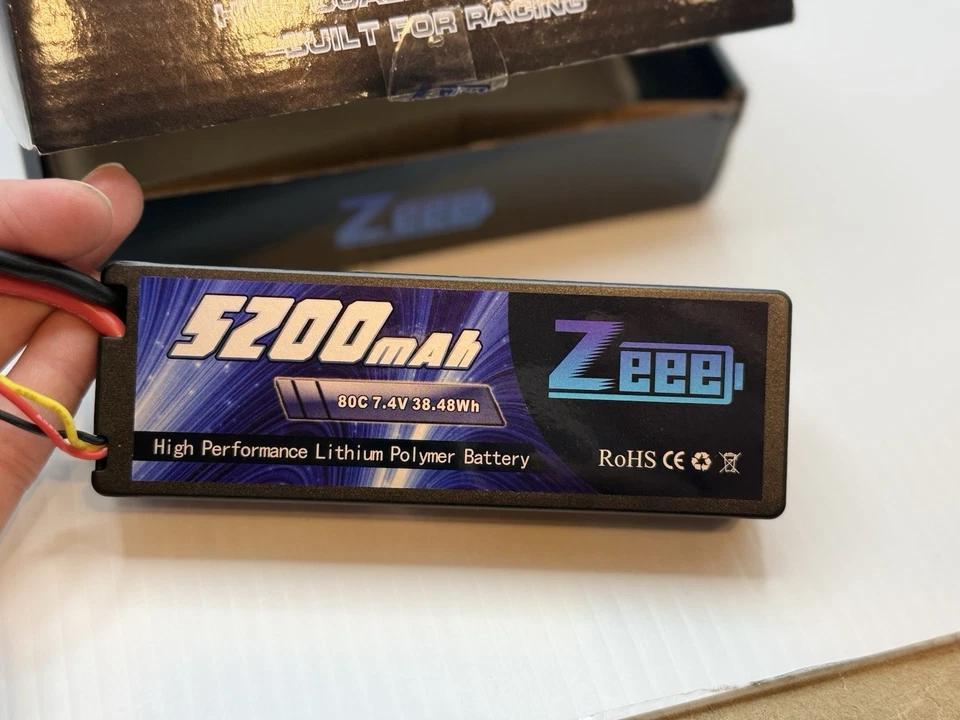 BUILT FOR RACING
Zeee
5200mAh
Zeee
80C 7.4V 38.48Wh
High Performance Lithium Polymer Battery
RoHS CE